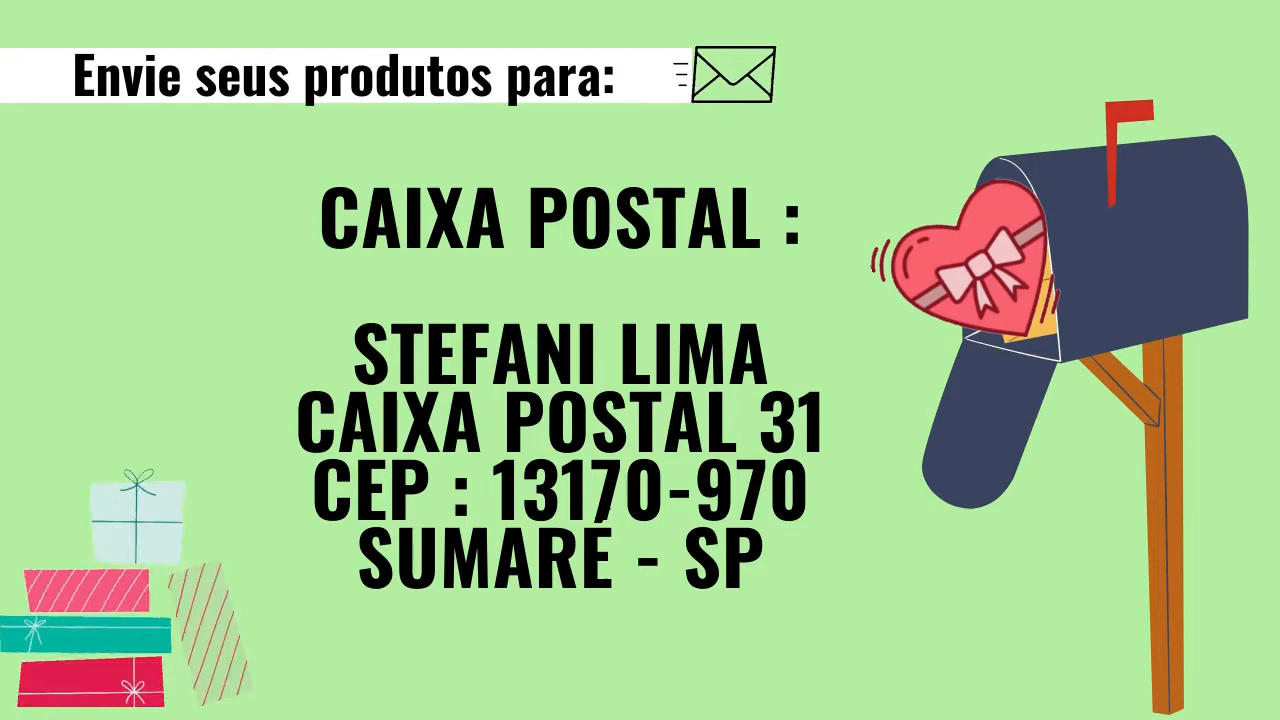 Envie seus produtos para:
CAIXA POSTAL :
STEFANI LIMA
CAIXA POSTAL 31
CEP : 13170-970
SUMARÉ - SP